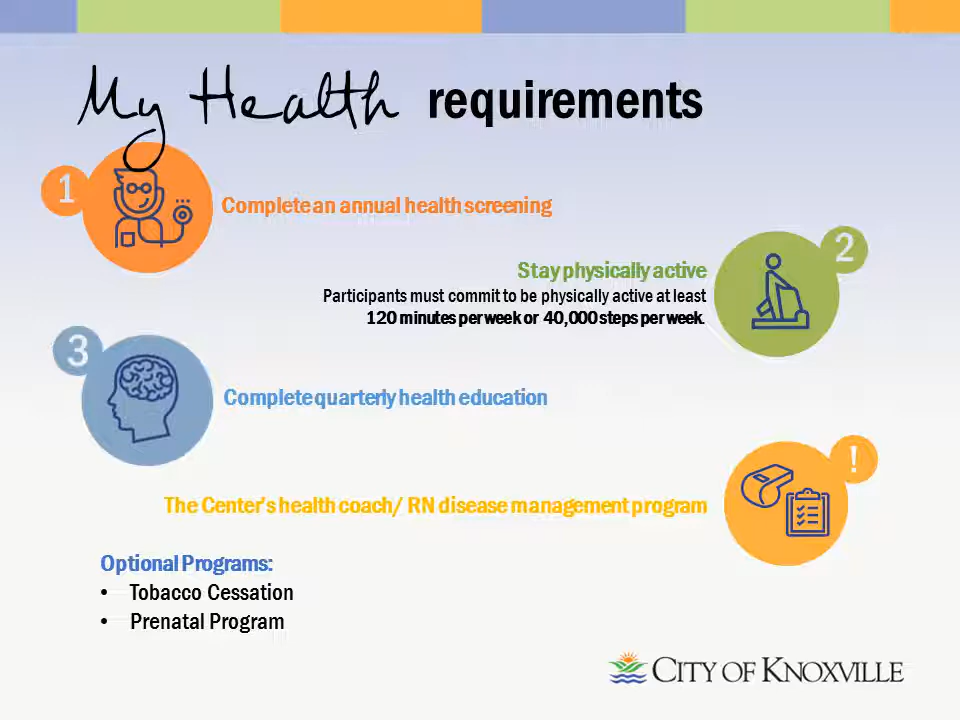 My Health requirements
1
Complete an annual health screening
2
Stay physically active
Participants must commit to be physically active at least
120 minutes per week or 40,000 steps per week.
3
Complete quarterly health education
!
The Center's health coach/ RN disease management program
Optional Programs:
• Tobacco Cessation
• Prenatal Program
CITY OF KNOXVILLE